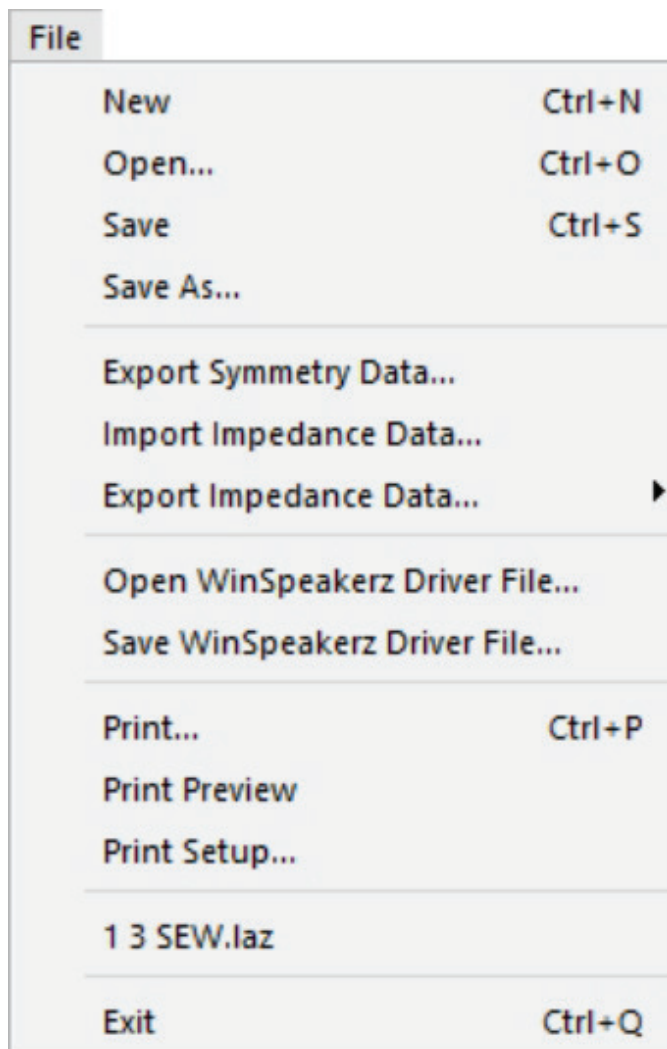 File
New Ctrl+N
Open... Ctrl+O
Save Ctrl+S
Save As...
Export Symmetry Data...
Import Impedance Data...
Export Impedance Data...
Open WinSpeakerz Driver File...
Save WinSpeakerz Driver File...
Print... Ctrl+P
Print Preview
Print Setup...
1 3 SEW.laz
Exit Ctrl+Q